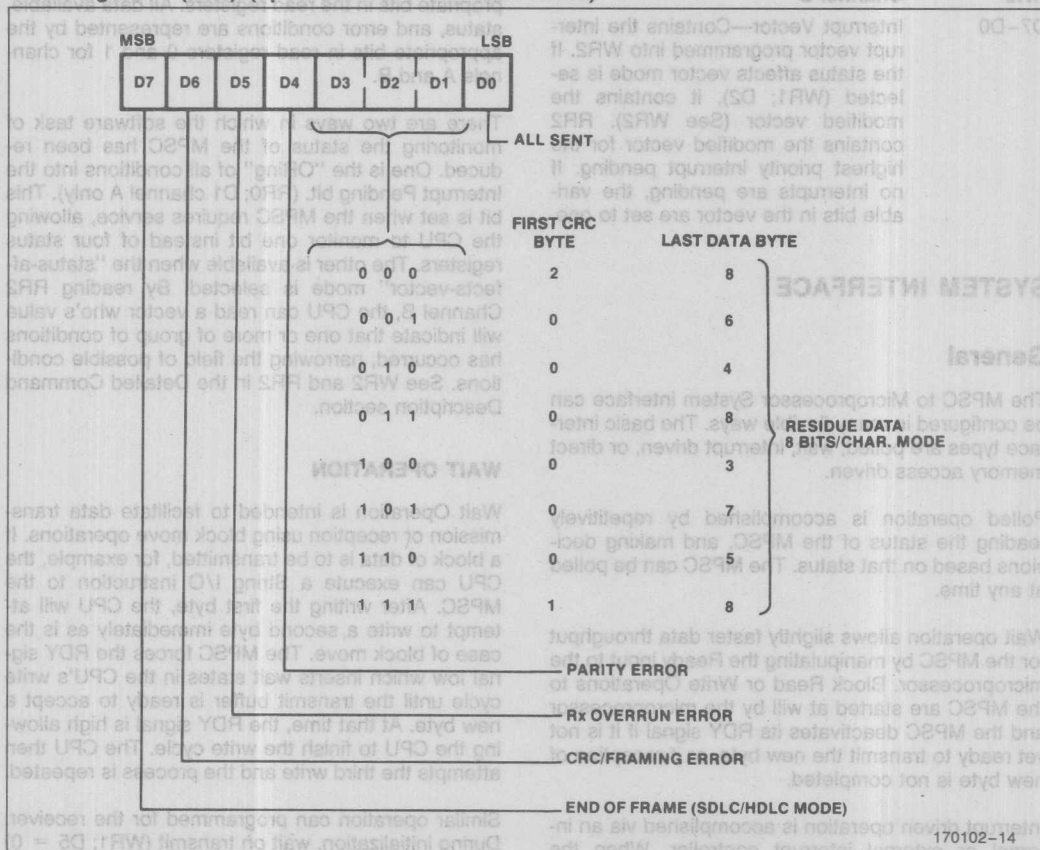 MSB LSB
D7 D6 D5 D4 D3 D2 D1 D0
ALL SENT
FIRST CRC BYTE LAST DATA BYTE
0 0 0 2 8
0 0 1 0 6
0 1 0 0 4
0 1 1 0 8
1 0 0 0 3
1 0 1 0 7
1 1 0 0 5
1 1 1 1 8
RESIDUE DATA
8 BITS/CHAR. MODE
PARITY ERROR
Rx OVERRUN ERROR
CRC/FRAMING ERROR
END OF FRAME (SDLC/HDLC MODE)
170102-14